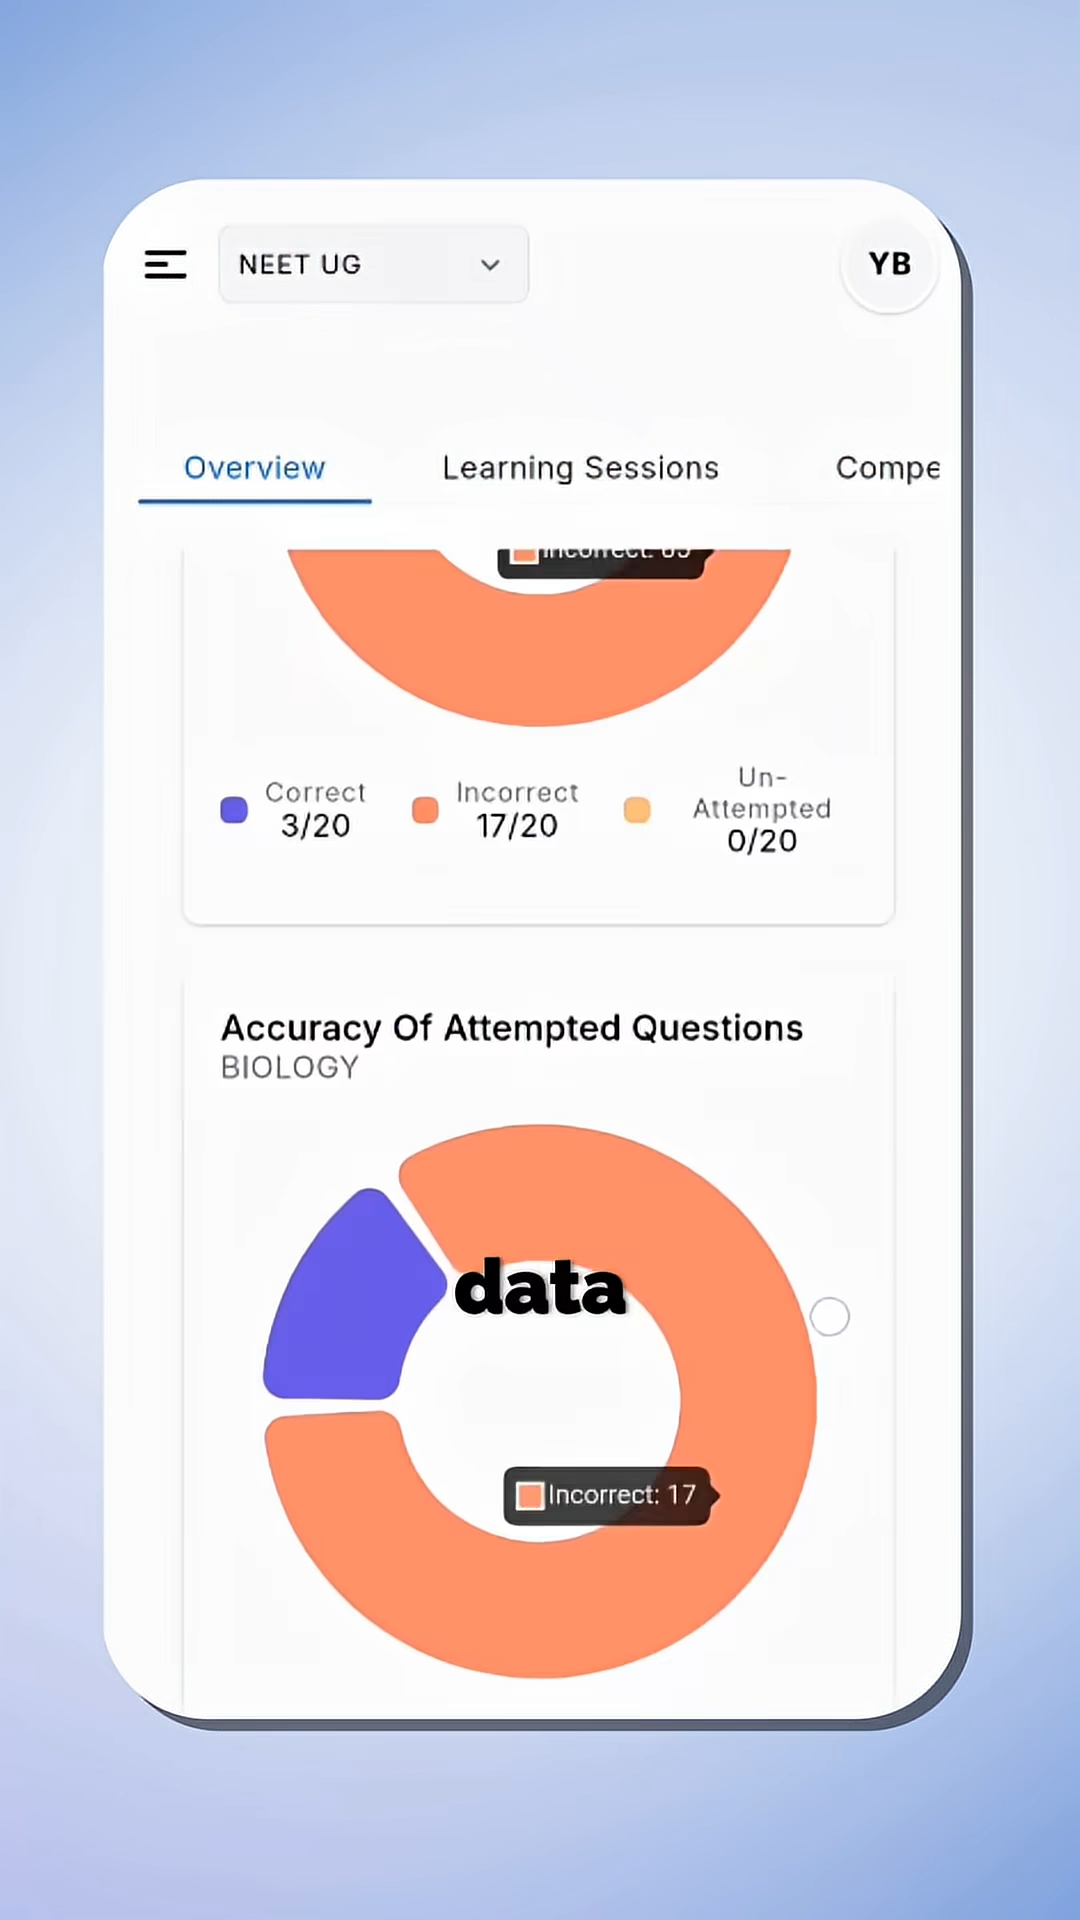 NEET UG
YB
Overview
Learning Sessions
Compe
Correct
3/20
Incorrect
17/20
Un-
Attempted
0/20
Accuracy Of Attempted Questions
BIOLOGY
data
Incorrect: 17